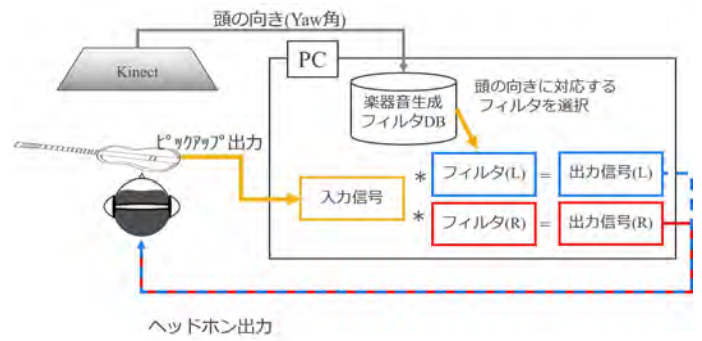 頭の向き(Yaw角)
PC
Kinect
楽器音生成
フィルタDB
頭の向きに対応する
フィルタを選択
ピックアップ出力
入力信号
* フィルタ(L) = 出力信号(L)
* フィルタ(R) = 出力信号(R)
ヘッドホン出力